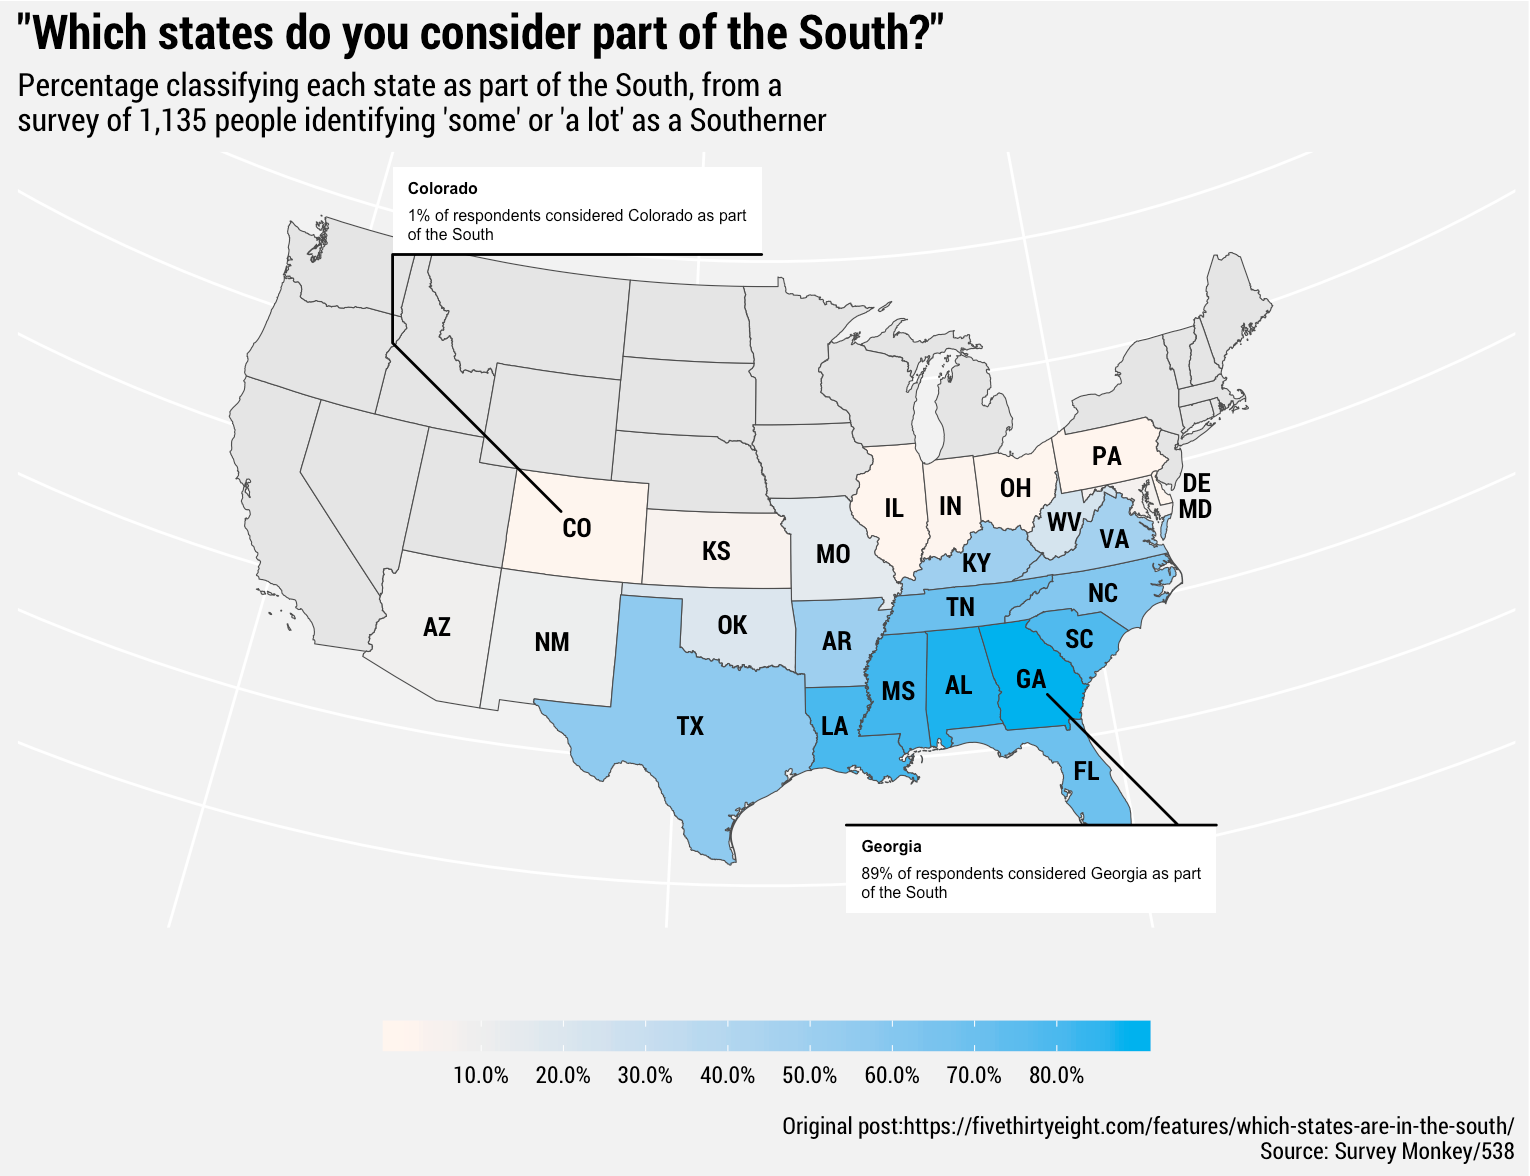 "Which states do you consider part of the South?"
Percentage classifying each state as part of the South, from a
survey of 1,135 people identifying 'some' or 'a lot' as a Southerner
Colorado
1% of respondents considered Colorado as part
of the South
PA
DE
MD
OH
IN
IL
WV
CO
VA
KS
MO
KY
NC
TN
AZ
NM
OK
AR
SC
GA
AL
MS
TX
LA
FL
Georgia
89% of respondents considered Georgia as part
of the South
10.0% 20.0% 30.0% 40.0% 50.0% 60.0% 70.0% 80.0%
Original post:https://fivethirtyeight.com/features/which-states-are-in-the-south/
Source: Survey Monkey/538